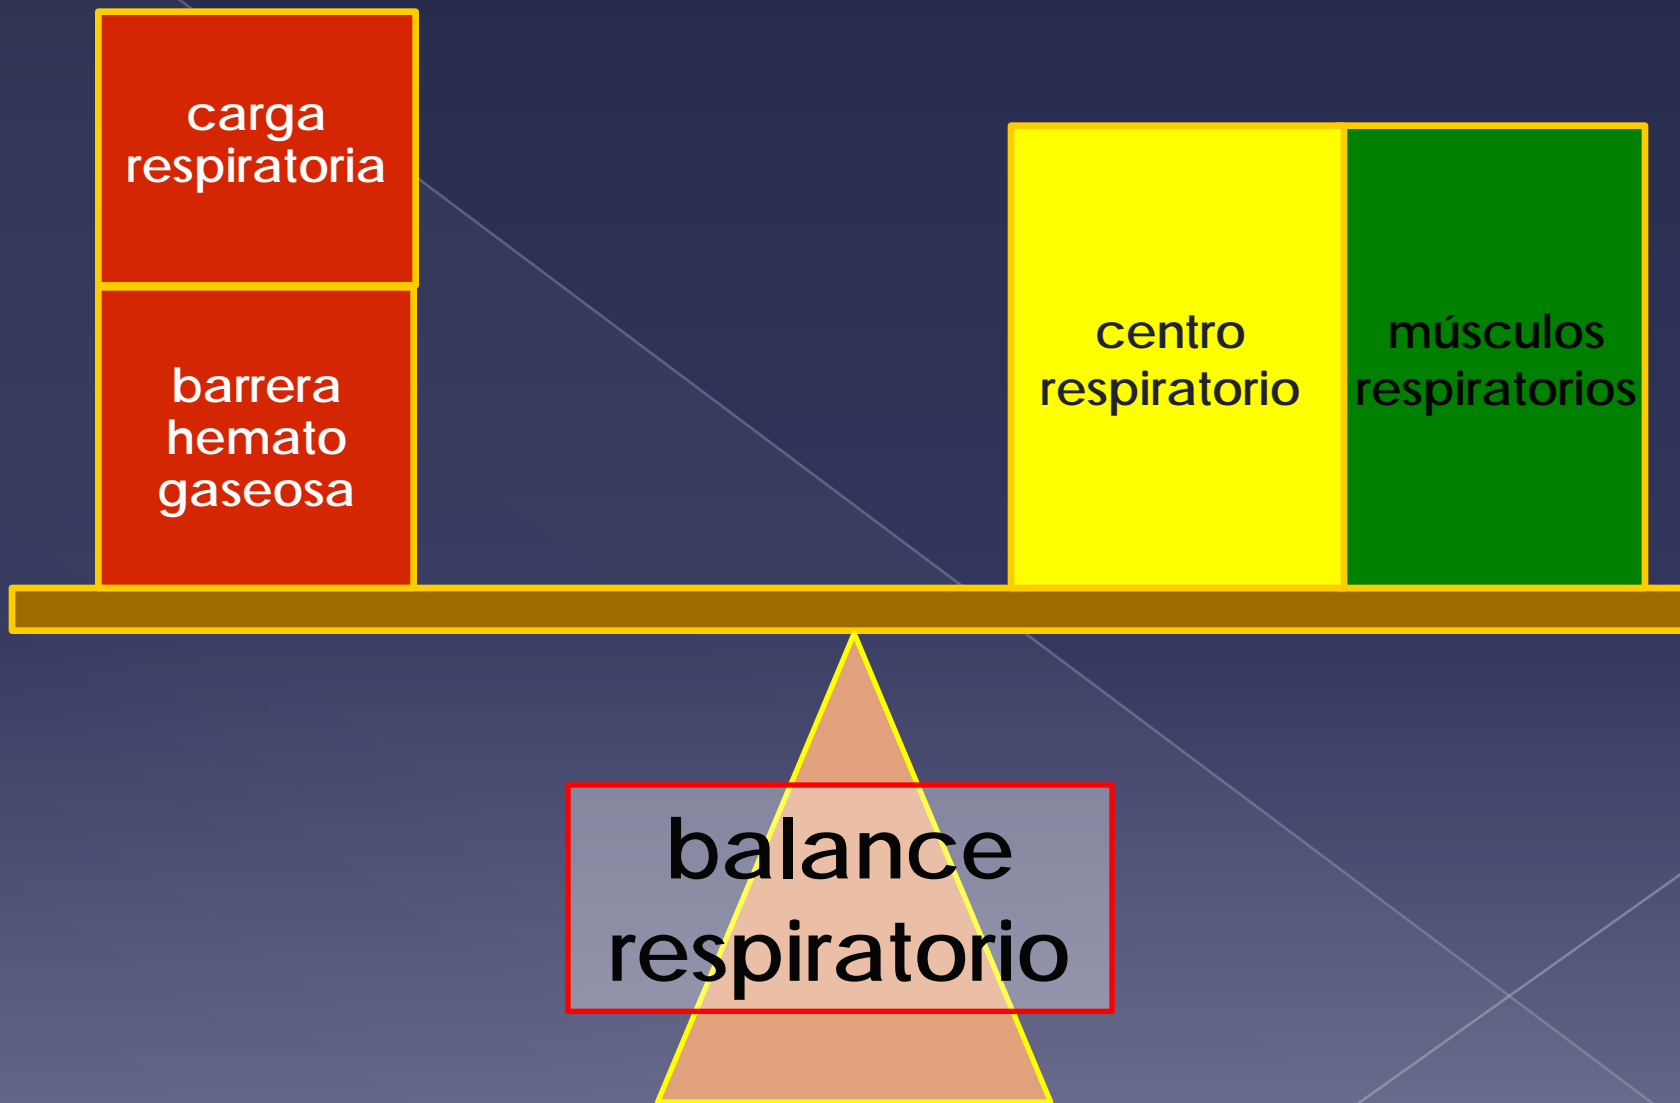 carga
respiratoria
barrera
hemato
gaseosa
centro
respiratorio
músculos
respiratorios
balance
respiratorio